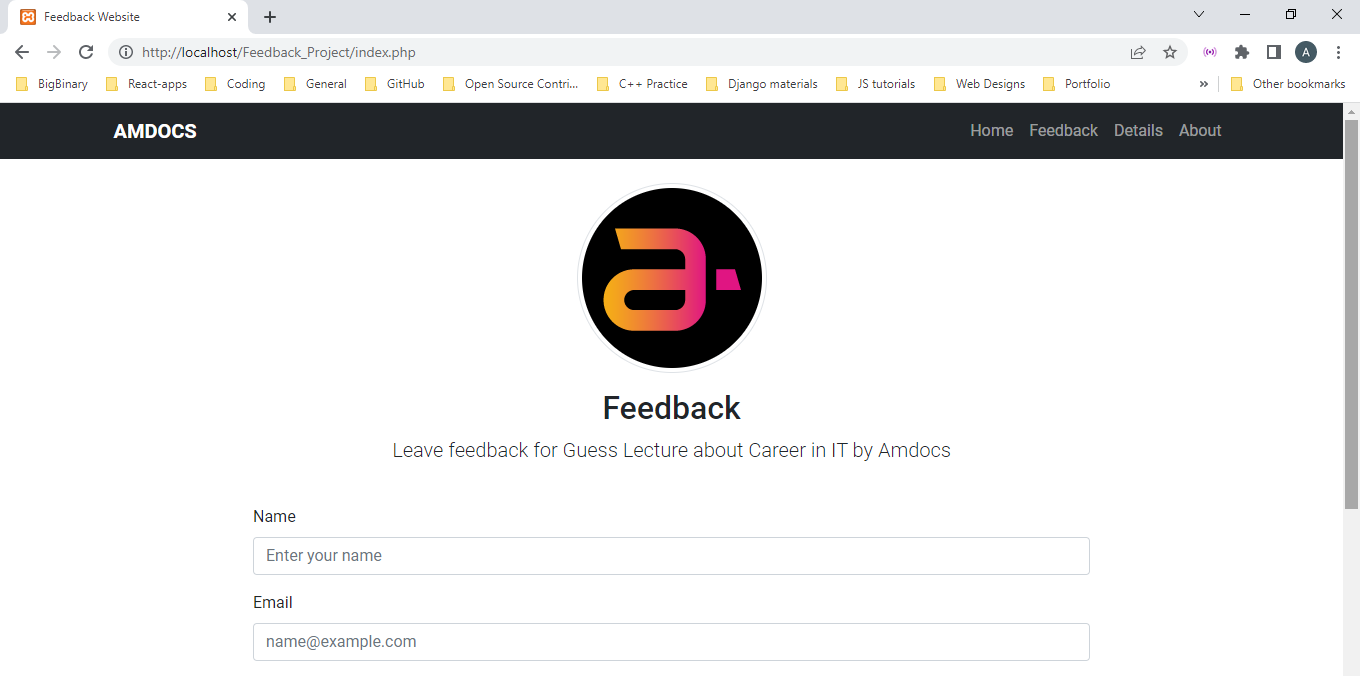 Feedback Website
http://localhost/Feedback_Project/index.php
A
BigBinary React-apps Coding General GitHub Open Source Contri... C++ Practice Django materials JS tutorials Web Designs Portfolio » Other bookmarks
AMDOCS Home Feedback Details About
a
Feedback
Leave feedback for Guess Lecture about Career in IT by Amdocs
Name
Enter your name
Email
name@example.com